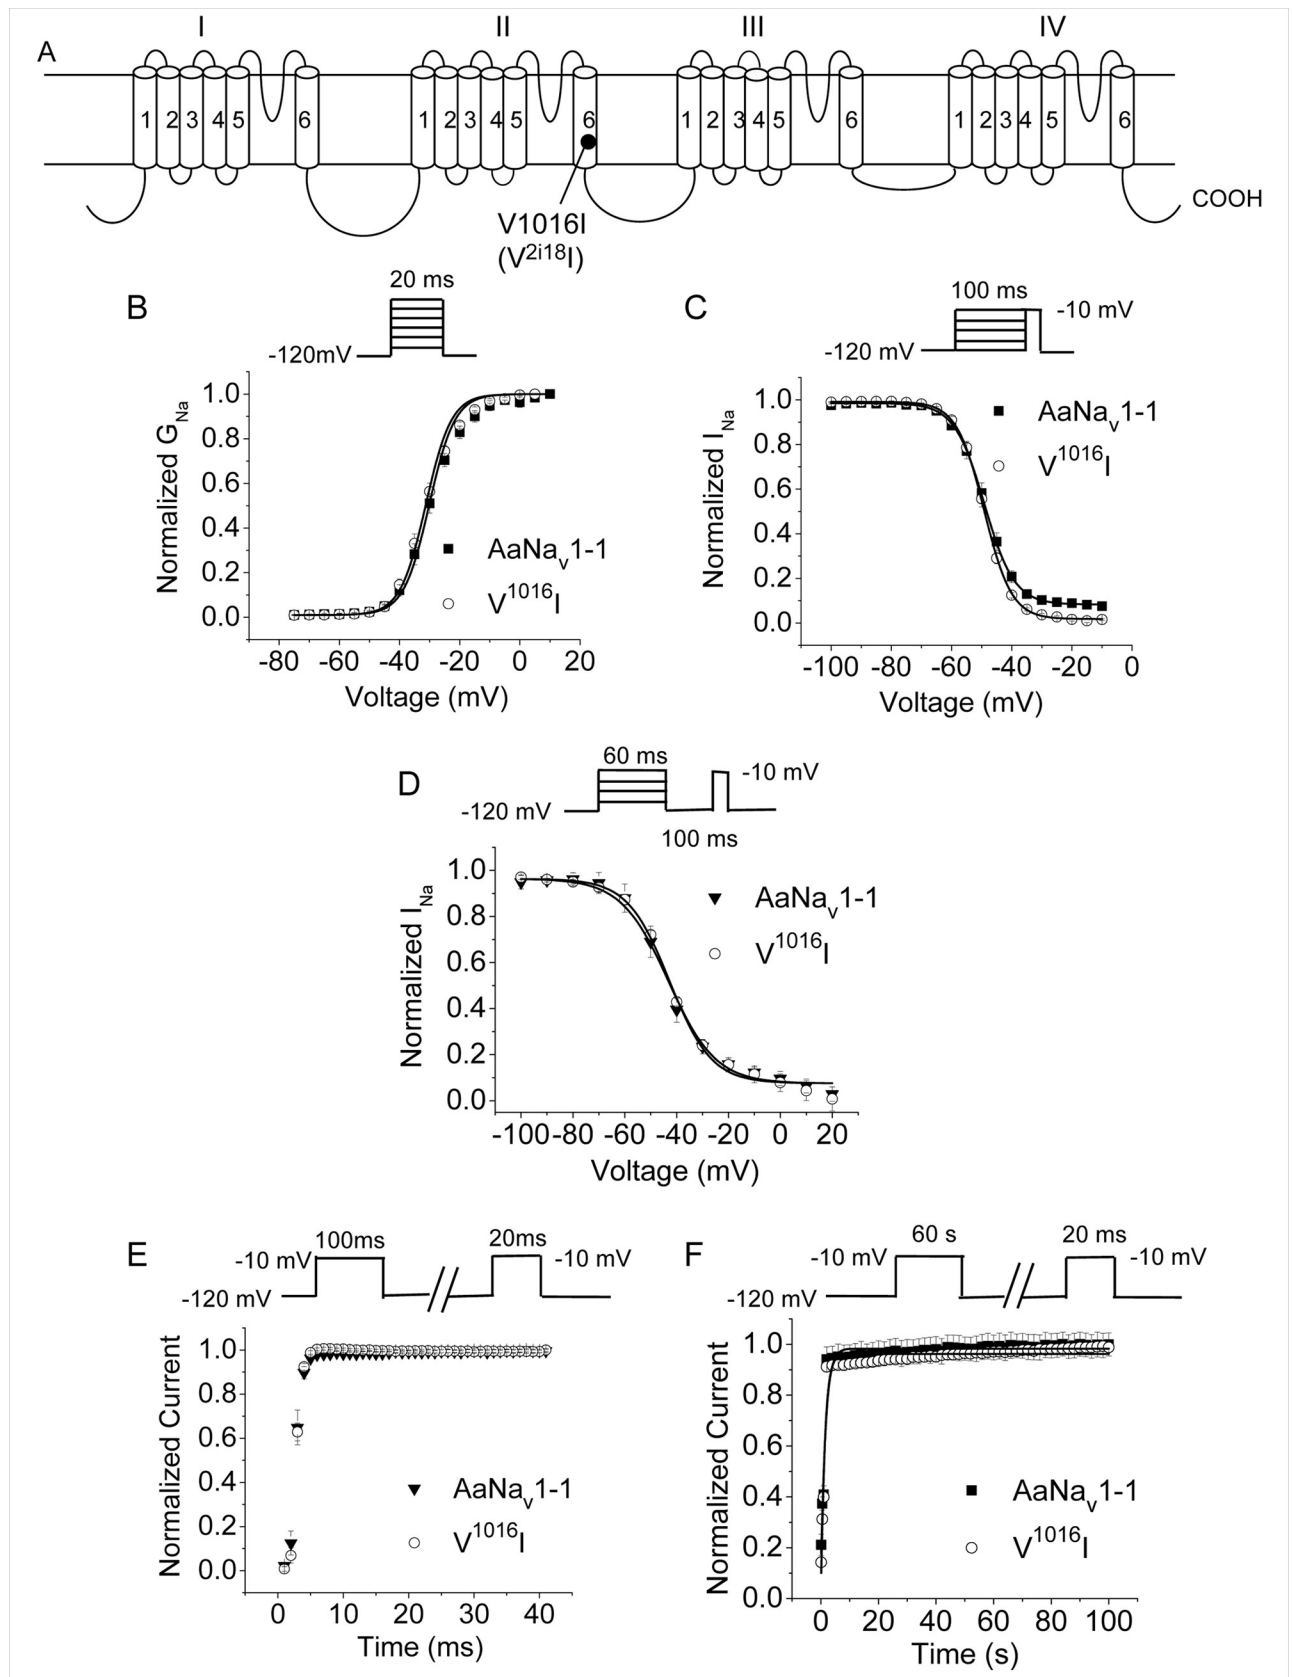 I II III IV
A
1 2 3 4 5 6 1 2 3 4 5 6 1 2 3 4 5 6 1 2 3 4 5 6
COOH
V1016I
(V²ⁱ¹⁸I)
B
20 ms
-120mV
1.0
0.8
0.6
0.4
0.2
0.0
Normalized G_Na
AaNa_v1-1
V¹⁰¹⁶I
-80 -60 -40 -20 0 20
Voltage (mV)
C
100 ms
-10 mV
-120 mV
1.0
0.8
0.6
0.4
0.2
0.0
Normalized I_Na
AaNa_v1-1
V¹⁰¹⁶I
-100 -80 -60 -40 -20 0
Voltage (mV)
D
60 ms
-10 mV
-120 mV
100 ms
1.0
0.8
0.6
0.4
0.2
0.0
Normalized I_Na
AaNa_v1-1
V¹⁰¹⁶I
-100 -80 -60 -40 -20 0 20
Voltage (mV)
E
100ms 20ms
-10 mV -10 mV
-120 mV
1.0
0.8
0.6
0.4
0.2
0.0
Normalized Current
AaNa_v1-1
V¹⁰¹⁶I
0 10 20 30 40
Time (ms)
F
60 s 20 ms
-10 mV -10 mV
-120 mV
1.0
0.8
0.6
0.4
0.2
0.0
Normalized Current
AaNa_v1-1
V¹⁰¹⁶I
0 20 40 60 80 100
Time (s)